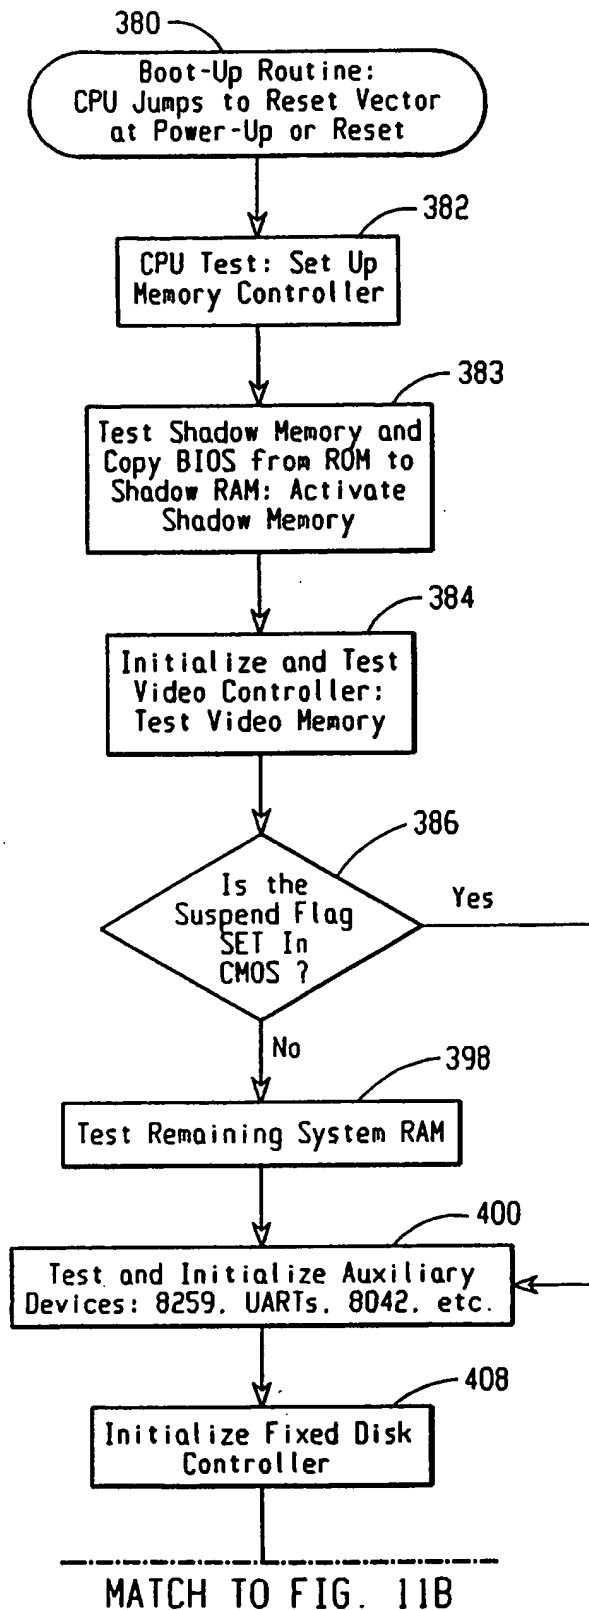 380
Boot-Up Routine:
CPU Jumps to Reset Vector
at Power-Up or Reset
382
CPU Test: Set Up
Memory Controller
383
Test Shadow Memory and
Copy BIOS from ROM to
Shadow RAM: Activate
Shadow Memory
384
Initialize and Test
Video Controller:
Test Video Memory
386
Is the
Suspend Flag
SET In
CMOS ?
Yes
No
398
Test Remaining System RAM
400
Test and Initialize Auxiliary
Devices: 8259, UARTs, 8042, etc.
408
Initialize Fixed Disk
Controller
MATCH TO FIG. 11B